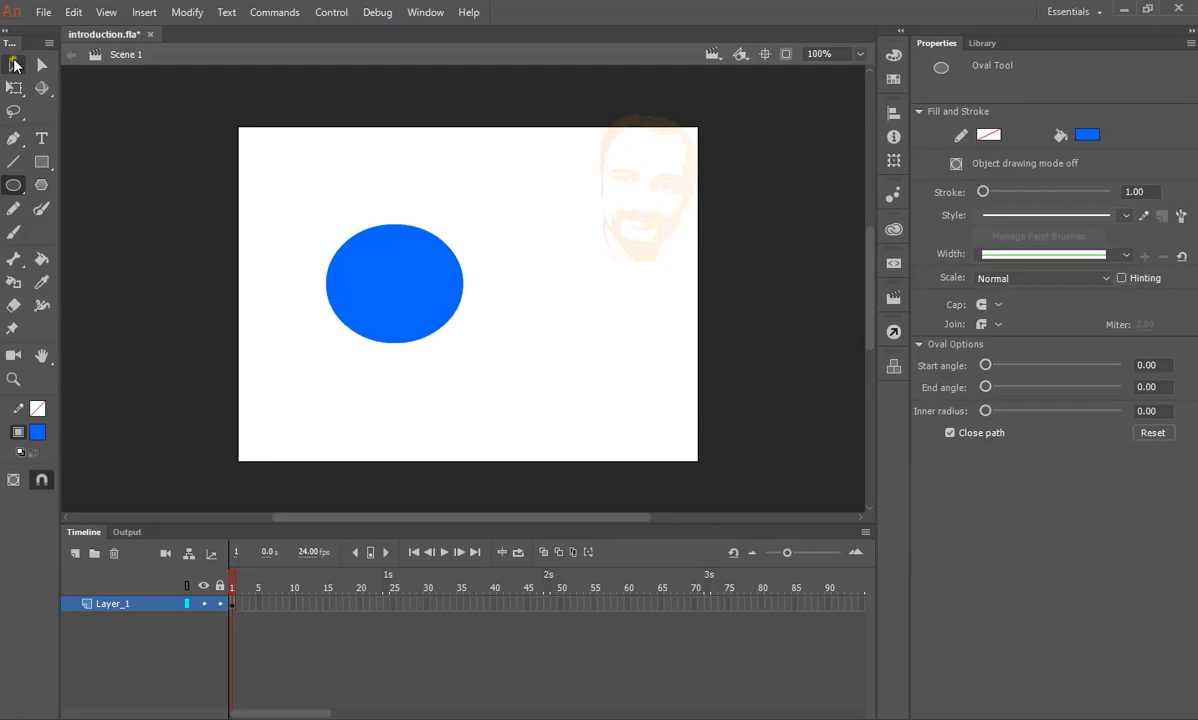 An File Edit View Insert Modify Text Commands Control Debug Window Help Essentials
T...
introduction.fla*
Properties Library
Scene 1
100%
Oval Tool
Fill and Stroke
Object drawing mode off
Stroke: 1.00
Style:
Manage Paint Brushes
Width:
Scale: Normal Hinting
Cap:
Join: Miter: 3.00
Oval Options
Start angle: 0.00
End angle: 0.00
Inner radius: 0.00
Close path Reset
Timeline Output
1 0.0s 24.00fps
1s 2s 3s
1 5 10 15 20 25 30 35 40 45 50 55 60 65 70 75 80 85 90
Layer_1